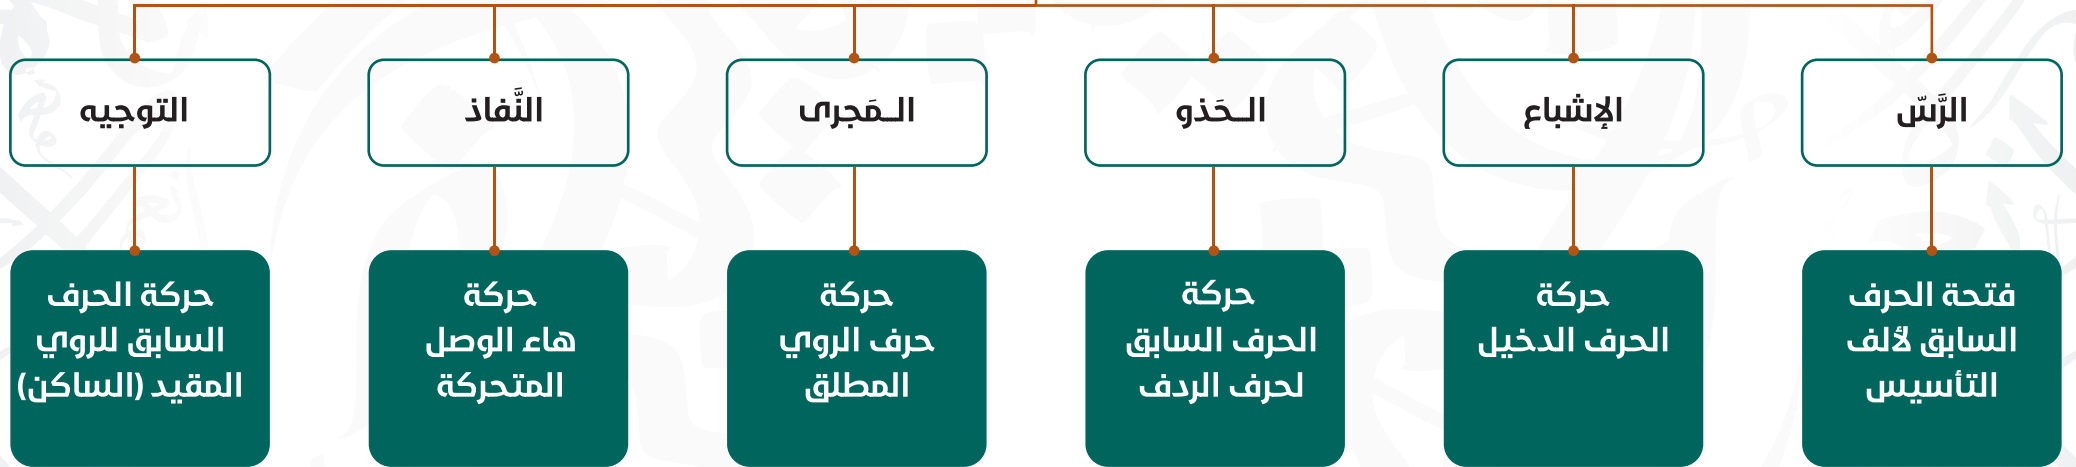 الرَّسّ
الإشباع
الـحَذو
الـمَجرى
النَّفاذ
التوجيه
فتحة الحرف
السابق لألف
التأسيس
حركة
الحرف الدخيل
حركة
الحرف السابق
لحرف الردف
حركة
حرف الروي
المطلق
حركة
هاء الوصل
المتحركة
حركة الحرف
السابق للروي
المقيد (الساكن)